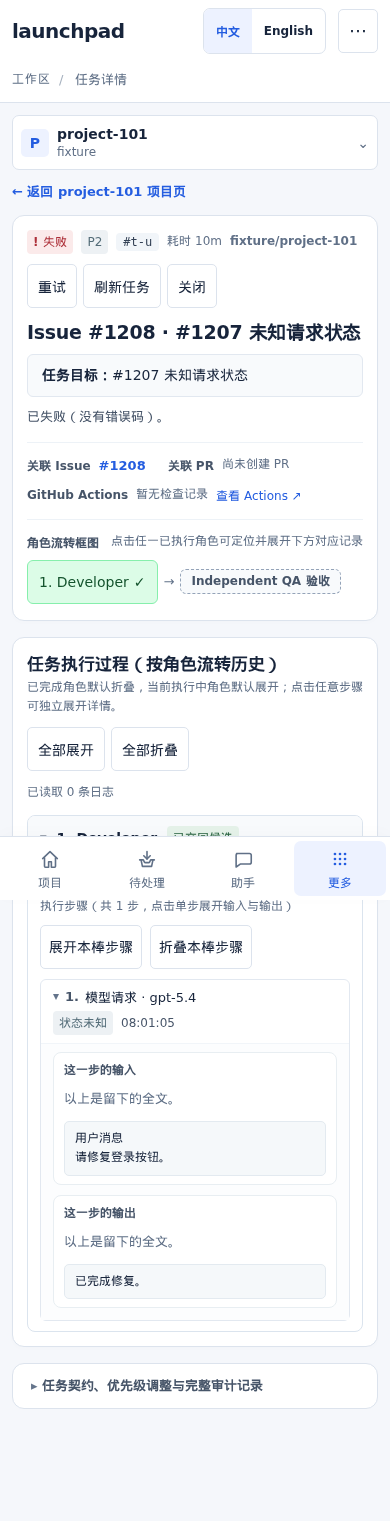 launchpad
中文
English
···
工作区 / 任务详情
P
project-101
fixture
← 返回 project-101 项目页
! 失败
P2
#t-u
耗时 10m
fixture/project-101
重试
刷新任务
关闭
Issue #1208 · #1207 未知请求状态
任务目标：#1207 未知请求状态
已失败（没有错误码）。
关联 Issue #1208 关联 PR 尚未创建 PR
GitHub Actions 暂无检查记录 查看 Actions ↗
角色流转框图 点击任一已执行角色可定位并展开下方对应记录
1. Developer ✓ → Independent QA 验收
任务执行过程（按角色流转历史）
已完成角色默认折叠，当前执行中角色默认展开；点击任意步骤
可独立展开详情。
全部展开
全部折叠
已读取 0 条日志
1. Developer
项目
待处理
助手
更多
执行步骤（共 1 步，点击单步展开输入与输出）
展开本棒步骤
折叠本棒步骤
▾ 1. 模型请求 · gpt-5.4
状态未知 08:01:05
这一步的输入
以上是留下的全文。
用户消息
请修复登录按钮。
这一步的输出
以上是留下的全文。
已完成修复。
▸ 任务契约、优先级调整与完整审计记录